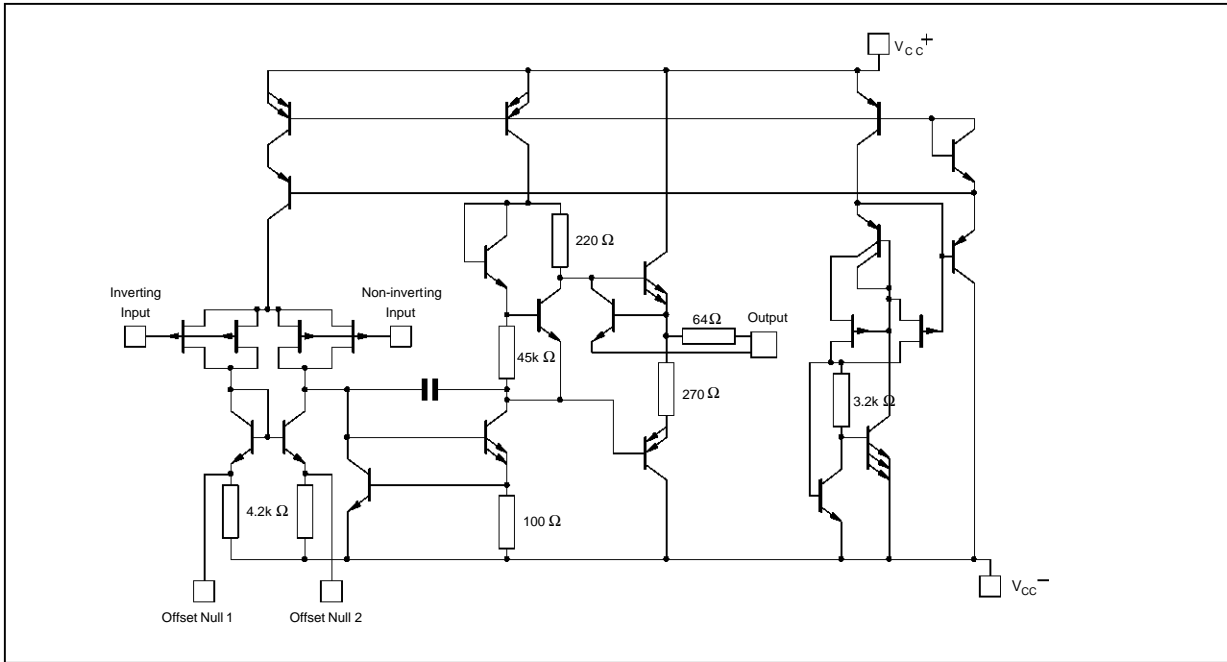 VCC+
220 Ω
Inverting
Input
Non-inverting
Input
64Ω
Output
45k Ω
270 Ω
3.2k Ω
4.2k Ω
100 Ω
VCC−
Offset Null 1
Offset Null 2